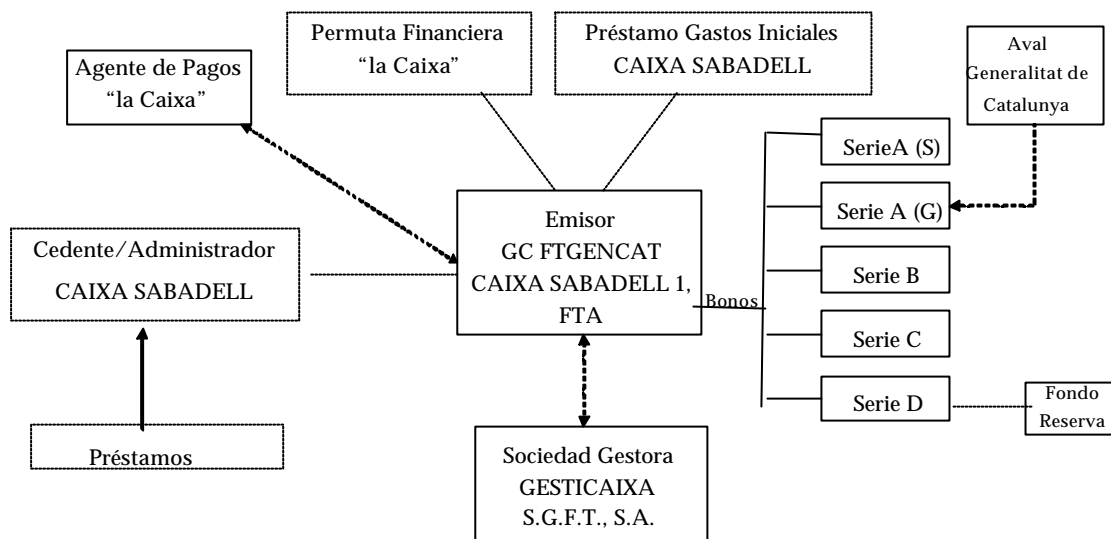 Permuta Financiera
“la Caixa”
Préstamo Gastos Iniciales
CAIXA SABADELL
Aval
Generalitat de
Catalunya
Agente de Pagos
“la Caixa”
SerieA (S)
Serie A (G)
Emisor
GC FTGENCAT
CAIXA SABADELL 1,
FTA
Cedente/Administrador
CAIXA SABADELL
Bonos
Serie B
Serie C
Serie D
Fondo
Reserva
Préstamos
Sociedad Gestora
GESTICAIXA
S.G.F.T., S.A.